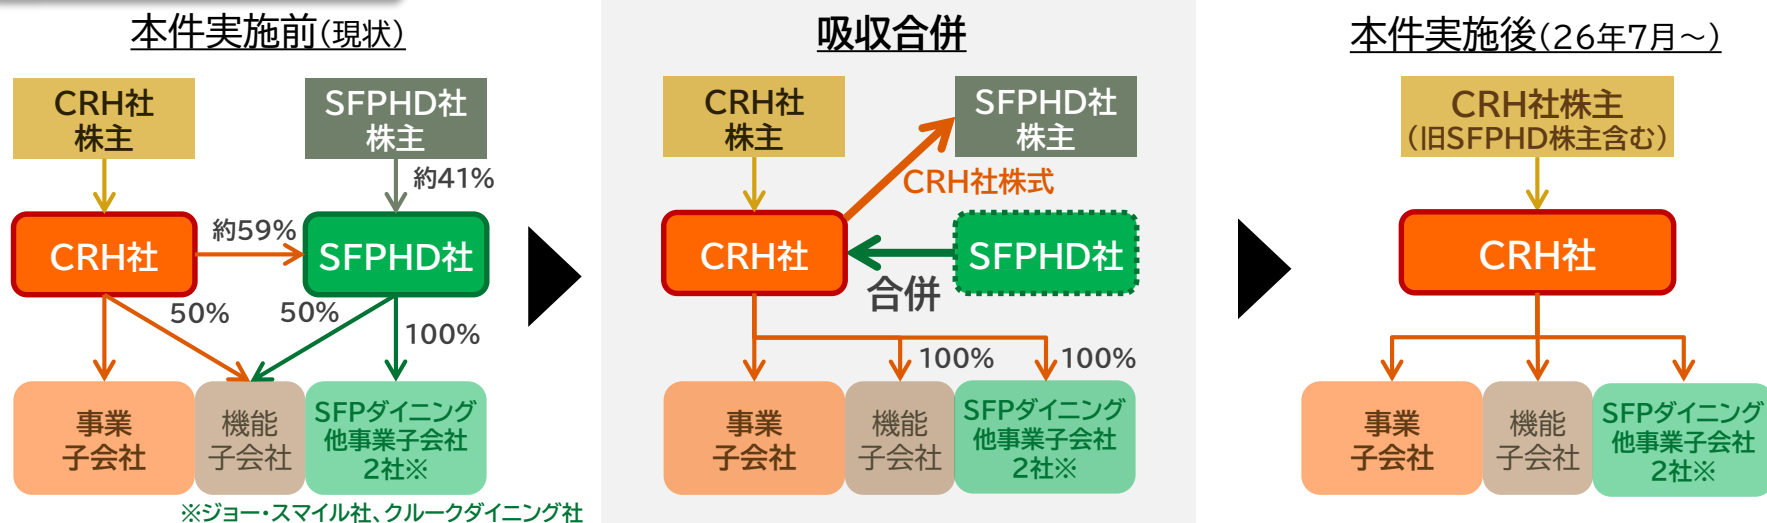 本件実施前(現状)
CRH社
株主
SFPHD社
株主
約41%
約59%
CRH社
SFPHD社
50%
50%
100%
事業
子会社
機能
子会社
SFPダイニング
他事業子会社
2社※
※ジョー・スマイル社、クルークダイニング社
吸収合併
CRH社
株主
SFPHD社
株主
CRH社株式
CRH社
SFPHD社
合併
100%
100%
事業
子会社
機能
子会社
SFPダイニング
他事業子会社
2社※
本件実施後(26年7月～)
CRH社株主
(旧SFPHD株主含む)
CRH社
事業
子会社
機能
子会社
SFPダイニング
他事業子会社
2社※